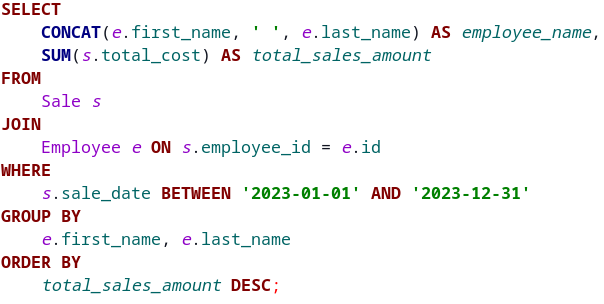 SELECT
    CONCAT(e.first_name, ' ', e.last_name) AS employee_name,
    SUM(s.total_cost) AS total_sales_amount
FROM
    Sale s
JOIN
    Employee e ON s.employee_id = e.id
WHERE
    s.sale_date BETWEEN '2023-01-01' AND '2023-12-31'
GROUP BY
    e.first_name, e.last_name
ORDER BY
    total_sales_amount DESC;